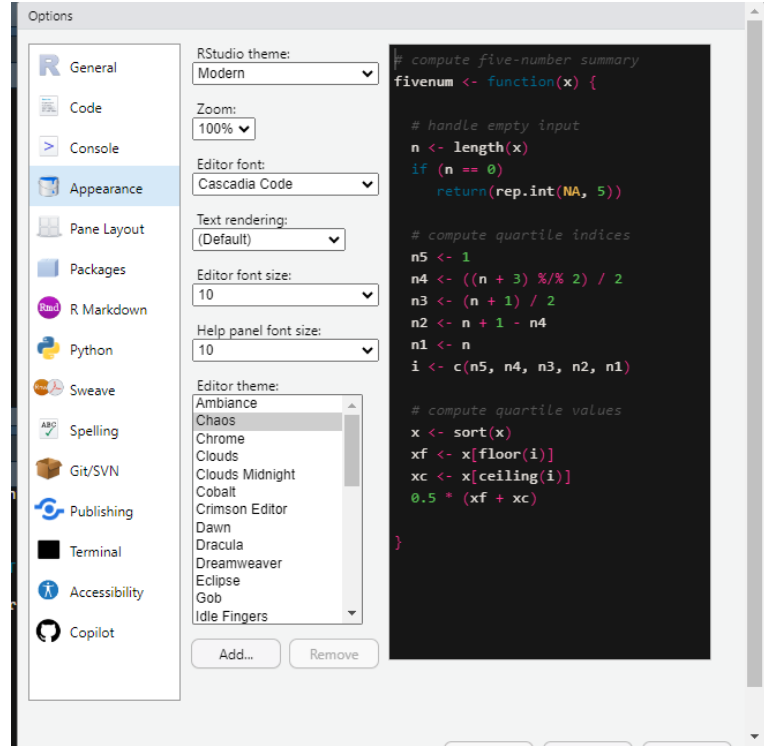 Options
General
Code
Console
Appearance
Pane Layout
Packages
Rmd R Markdown
Python
Sweave
ABC Spelling
Git/SVN
Publishing
Terminal
Accessibility
Copilot
RStudio theme:
Modern
Zoom:
100%
Editor font:
Cascadia Code
Text rendering:
(Default)
Editor font size:
10
Help panel font size:
10
Editor theme:
Ambiance
Chaos
Chrome
Clouds
Clouds Midnight
Cobalt
Crimson Editor
Dawn
Dracula
Dreamweaver
Eclipse
Gob
Idle Fingers
Add...
Remove
# compute five-number summary
fivenum <- function(x) {
  # handle empty input
  n <- length(x)
  if (n == 0)
     return(rep.int(NA, 5))
  # compute quartile indices
  n5 <- 1
  n4 <- ((n + 3) %/% 2) / 2
  n3 <- (n + 1) / 2
  n2 <- n + 1 - n4
  n1 <- n
  i <- c(n5, n4, n3, n2, n1)
  # compute quartile values
  x <- sort(x)
  xf <- x[floor(i)]
  xc <- x[ceiling(i)]
  0.5 * (xf + xc)
}